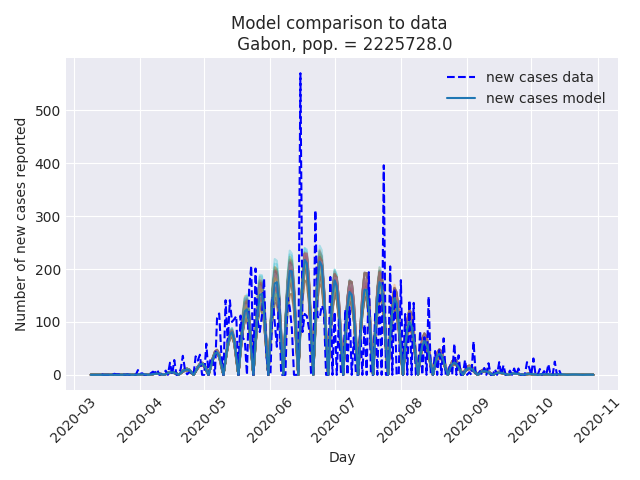 Model comparison to data
Gabon, pop. = 2225728.0
new cases data
new cases model
Number of new cases reported
500
400
300
200
100
0
2020-03
2020-04
2020-05
2020-06
2020-07
2020-08
2020-09
2020-10
2020-11
Day